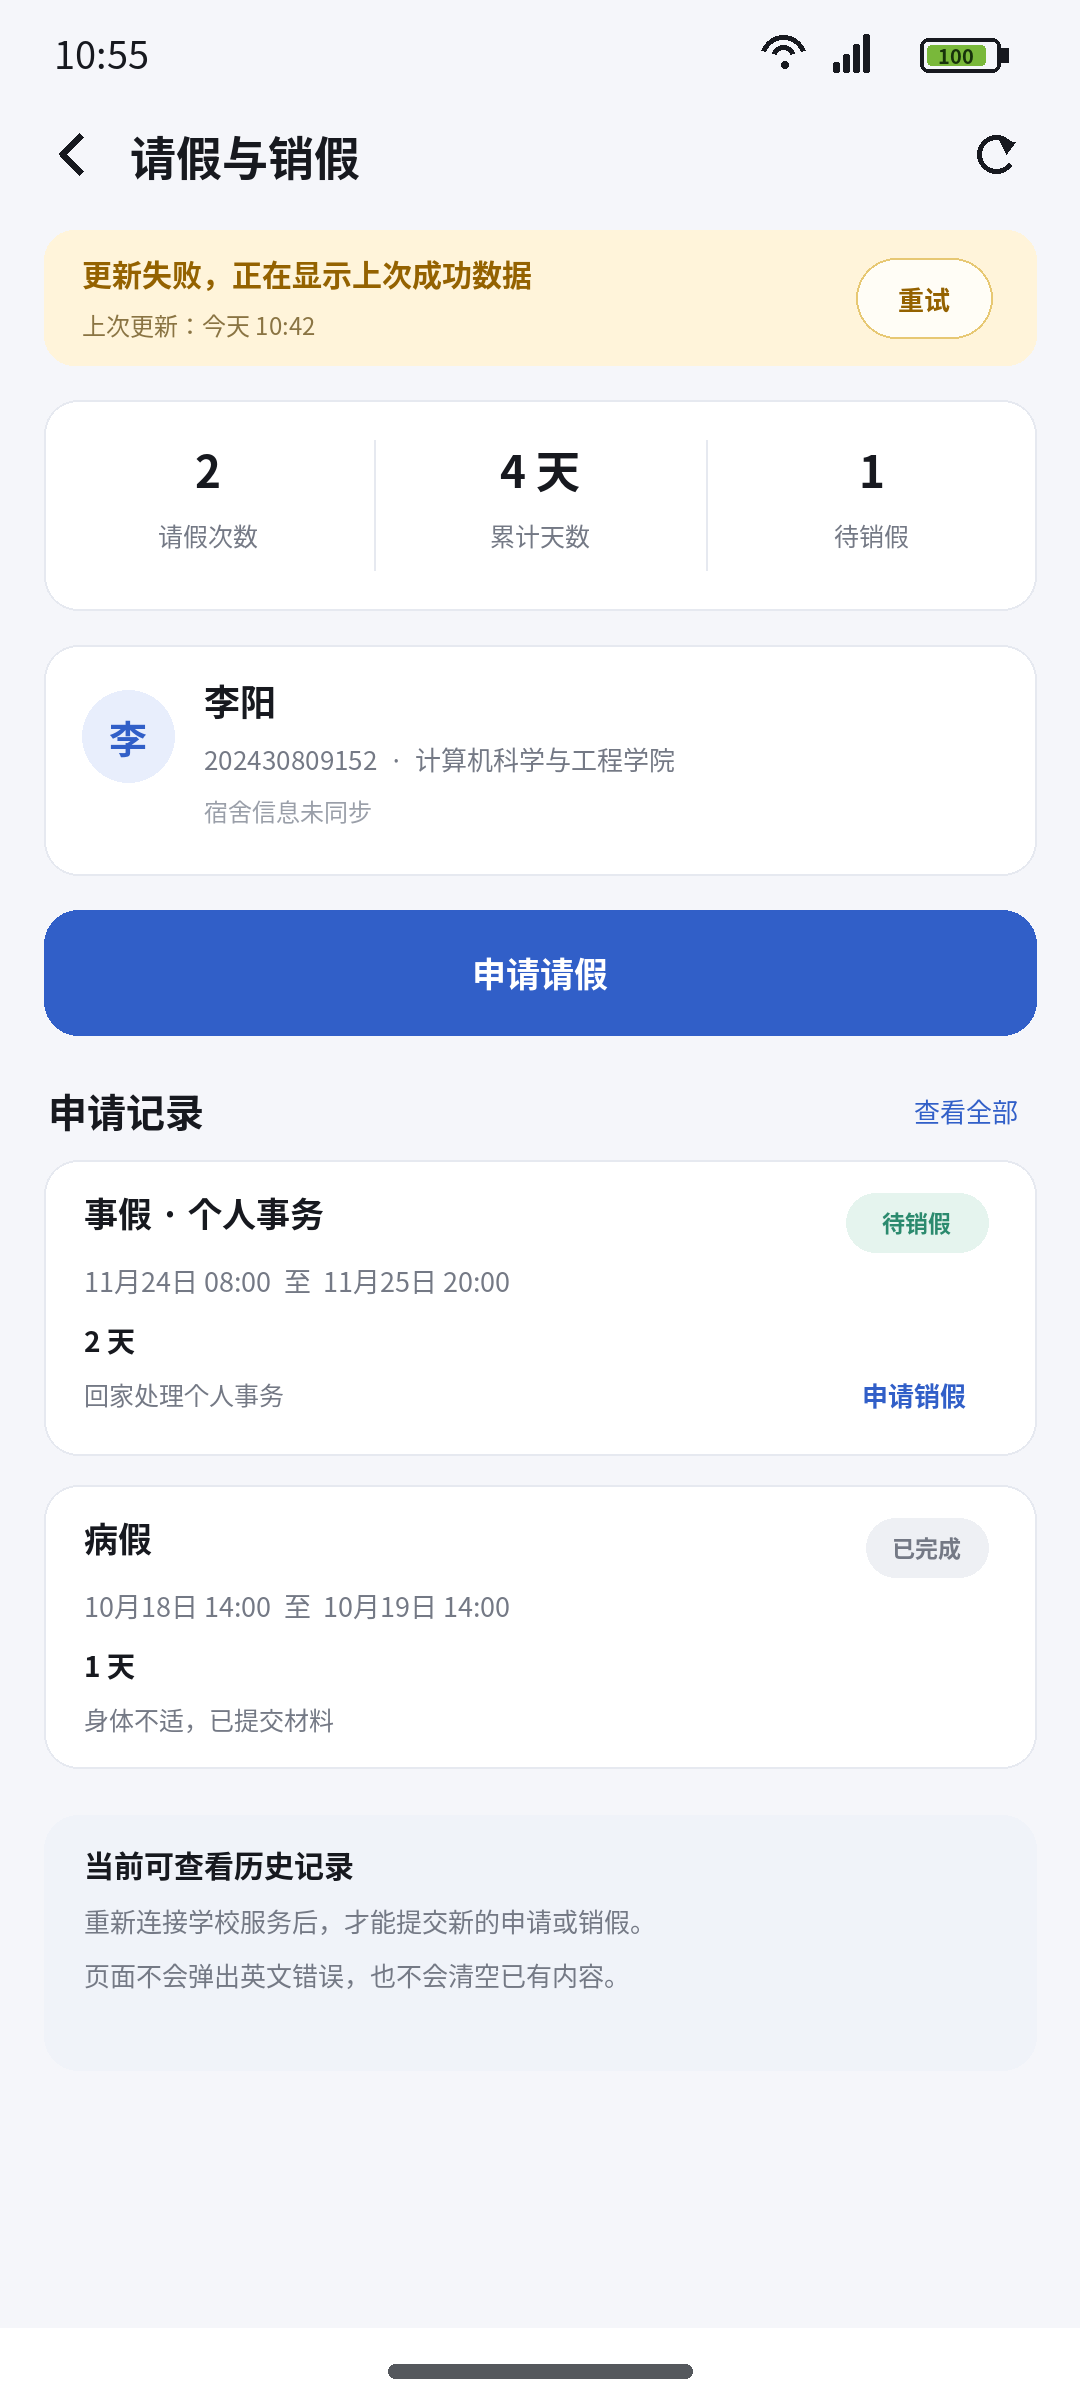 10:55
100
请假与销假
更新失败，正在显示上次成功数据
上次更新：今天 10:42
重试
2
请假次数
4 天
累计天数
1
待销假
李
李阳
202430809152 · 计算机科学与工程学院
宿舍信息未同步
申请请假
申请记录
查看全部
事假 · 个人事务
待销假
11月24日 08:00 至 11月25日 20:00
2 天
回家处理个人事务
申请销假
病假
已完成
10月18日 14:00 至 10月19日 14:00
1 天
身体不适，已提交材料
当前可查看历史记录
重新连接学校服务后，才能提交新的申请或销假。
页面不会弹出英文错误，也不会清空已有内容。